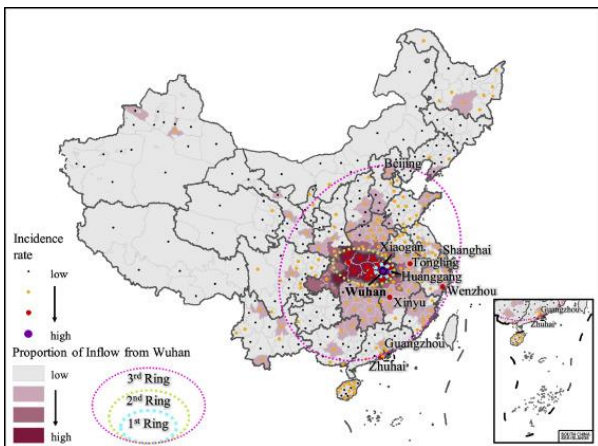 Beijing
Xiaogan
Shanghai
Tongling
Huanggang
Wuhan
Wenzhou
Xinyu
Guangzhou
Zhuhai
Incidence
rate
low
high
Proportion of Inflow from Wuhan
low
high
3rd Ring
2nd Ring
1st Ring
Guangzhou
Zhuhai